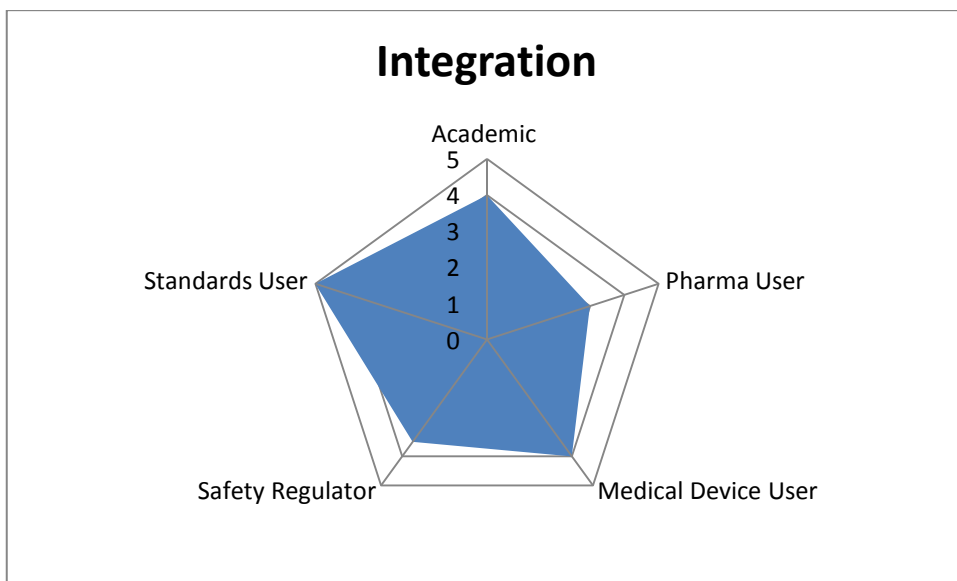 Integration
Academic
5
4
3
2
1
0
Standards User
Pharma User
Safety Regulator
Medical Device User